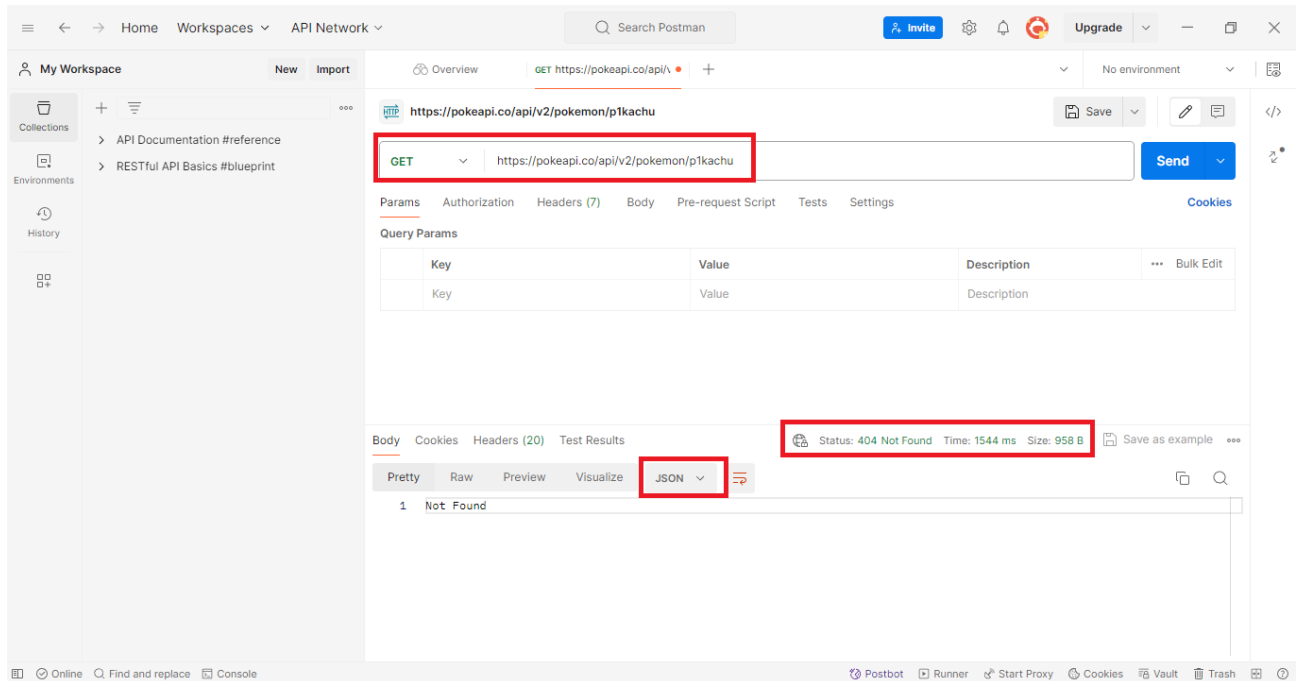 Home Workspaces API Network Search Postman Invite Upgrade
My Workspace New Import Overview GET https://pokeapi.co/api/\ No environment
Collections
Environments
History
API Documentation #reference
RESTful API Basics #blueprint
HTTP https://pokeapi.co/api/v2/pokemon/p1kachu Save
GET https://pokeapi.co/api/v2/pokemon/p1kachu Send
Params Authorization Headers (7) Body Pre-request Script Tests Settings Cookies
Query Params
Key Value Description Bulk Edit
Key Value Description
Body Cookies Headers (20) Test Results Status: 404 Not Found Time: 1544 ms Size: 958 B Save as example
Pretty Raw Preview Visualize JSON
1 Not Found
Online Find and replace Console Postbot Runner Start Proxy Cookies Vault Trash